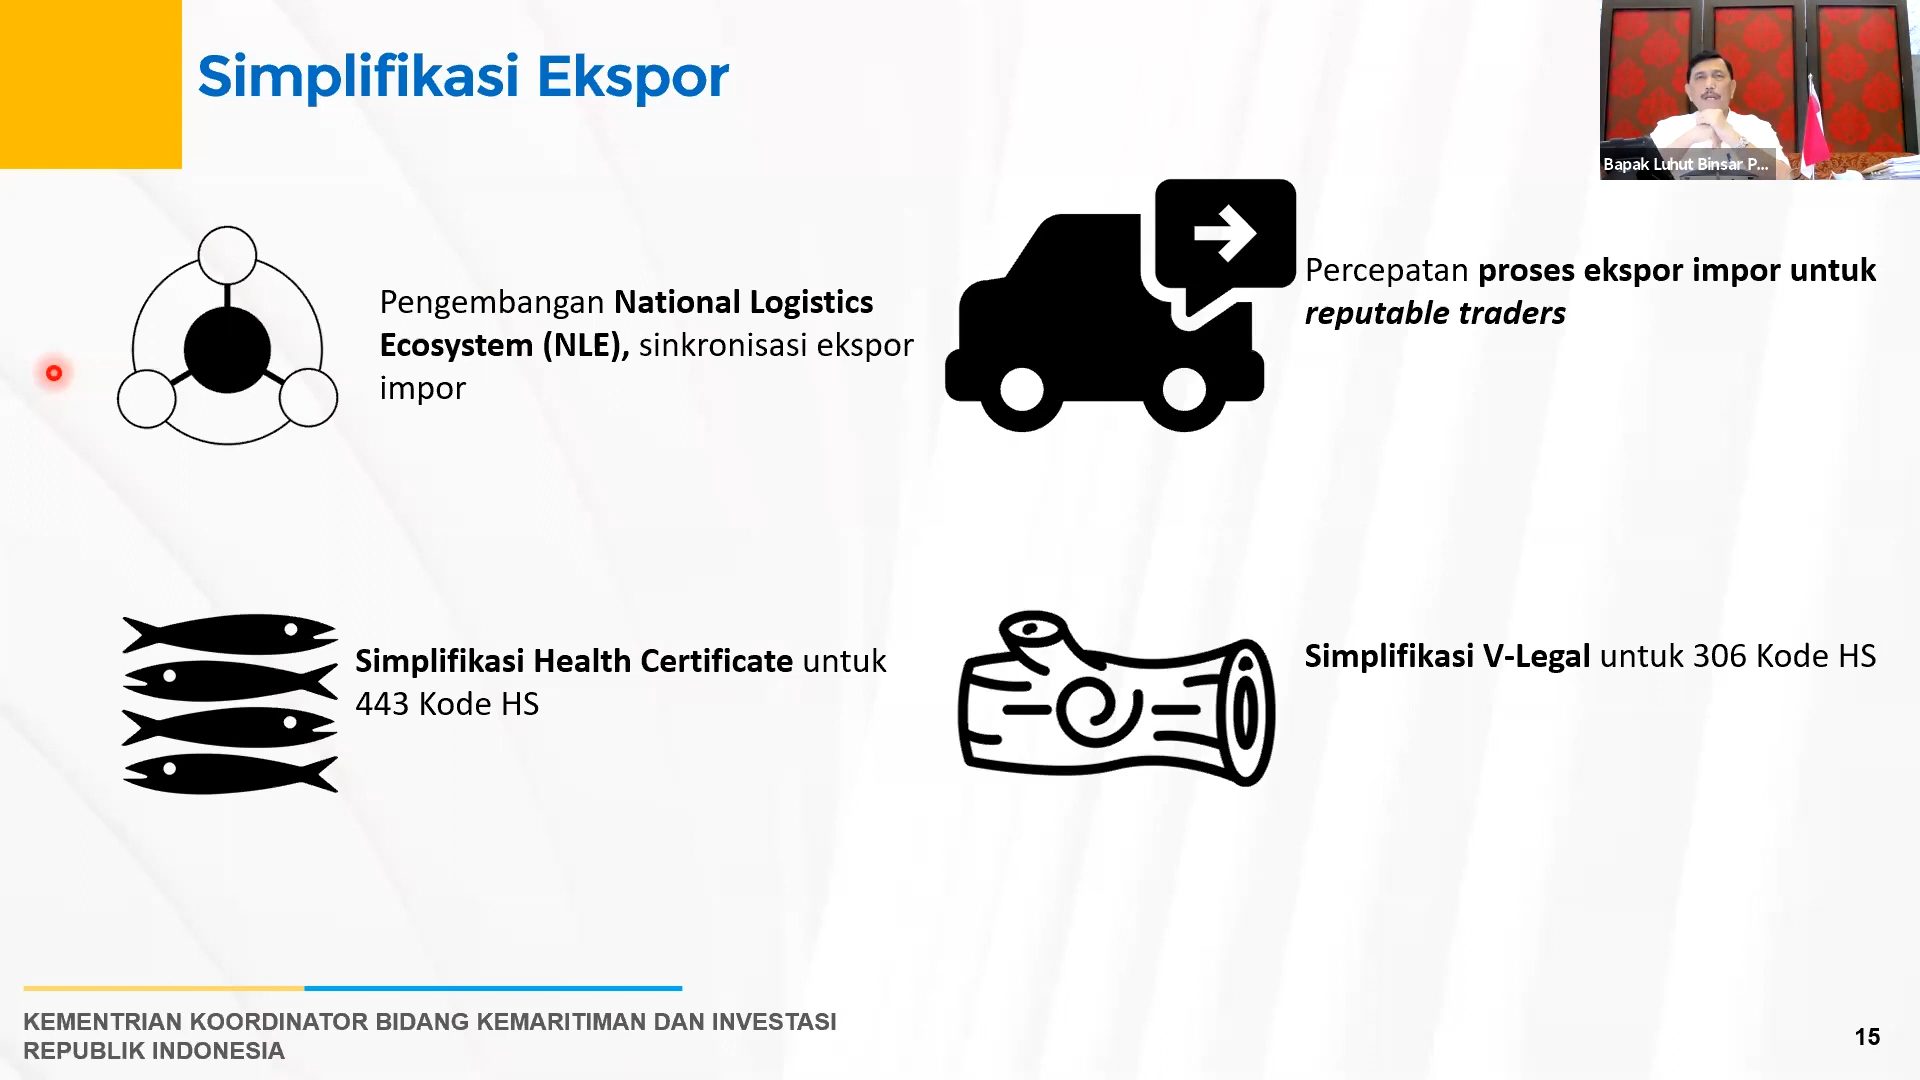 Simplifikasi Ekspor
Bapak Luhut Binsar P...
Pengembangan National Logistics
Ecosystem (NLE), sinkronisasi ekspor
impor
Percepatan proses ekspor impor untuk
reputable traders
Simplifikasi Health Certificate untuk
443 Kode HS
Simplifikasi V-Legal untuk 306 Kode HS
KEMENTRIAN KOORDINATOR BIDANG KEMARITIMAN DAN INVESTASI
REPUBLIK INDONESIA
15